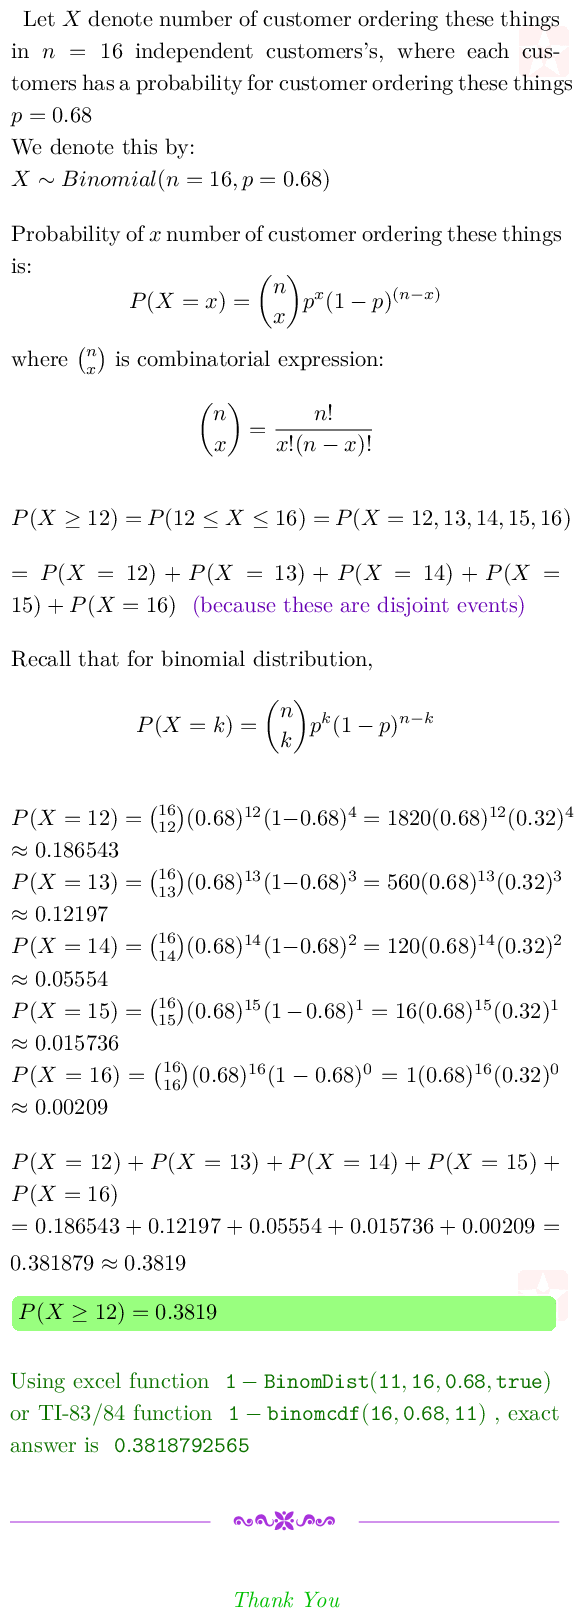 Let X denote number of customer ordering these things
in n = 16 independent customers's, where each cus-
tomers has a probability for customer ordering these things
p = 0.68
We denote this by:
X ∼ Binomial(n = 16, p = 0.68)
Probability of x number of customer ordering these things
is:
P(X = x) = \binom{n}{x} p^x (1 − p)^{(n−x)}
where \binom{n}{x} is combinatorial expression:
\binom{n}{x} = \frac{n!}{x!(n − x)!}
P(X ≥ 12) = P(12 ≤ X ≤ 16) = P(X = 12, 13, 14, 15, 16)
= P(X = 12) + P(X = 13) + P(X = 14) + P(X =
15) + P(X = 16) (because these are disjoint events)
Recall that for binomial distribution,
P(X = k) = \binom{n}{k} p^k (1 − p)^{n−k}
P(X = 12) = \binom{16}{12}(0.68)^{12}(1−0.68)^4 = 1820(0.68)^{12}(0.32)^4
≈ 0.186543
P(X = 13) = \binom{16}{13}(0.68)^{13}(1−0.68)^3 = 560(0.68)^{13}(0.32)^3
≈ 0.12197
P(X = 14) = \binom{16}{14}(0.68)^{14}(1−0.68)^2 = 120(0.68)^{14}(0.32)^2
≈ 0.05554
P(X = 15) = \binom{16}{15}(0.68)^{15}(1 − 0.68)^1 = 16(0.68)^{15}(0.32)^1
≈ 0.015736
P(X = 16) = \binom{16}{16}(0.68)^{16}(1 − 0.68)^0 = 1(0.68)^{16}(0.32)^0
≈ 0.00209
P(X = 12) + P(X = 13) + P(X = 14) + P(X = 15) +
P(X = 16)
= 0.186543 + 0.12197 + 0.05554 + 0.015736 + 0.00209 =
0.381879 ≈ 0.3819
P(X ≥ 12) = 0.3819
Using excel function 1 − BinomDist(11, 16, 0.68, true)
or TI-83/84 function 1 − binomcdf(16, 0.68, 11) , exact
answer is 0.3818792565
Thank You